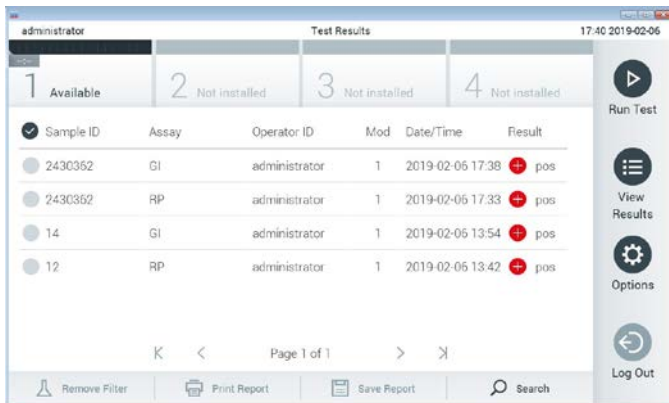 administrator Test Results 17:40 2019-02-06
1 Available 2 Not installed 3 Not installed 4 Not installed
Run Test
Sample ID Assay Operator ID Mod Date/Time Result
2430362 GI administrator 1 2019-02-06 17:38 pos
2430362 RP administrator 1 2019-02-06 17:33 pos
View
Results
14 GI administrator 1 2019-02-06 13:54 pos
12 RP administrator 1 2019-02-06 13:42 pos
Options
K < Page 1 of 1 > >|
Log Out
Remove Filter Print Report Save Report Search